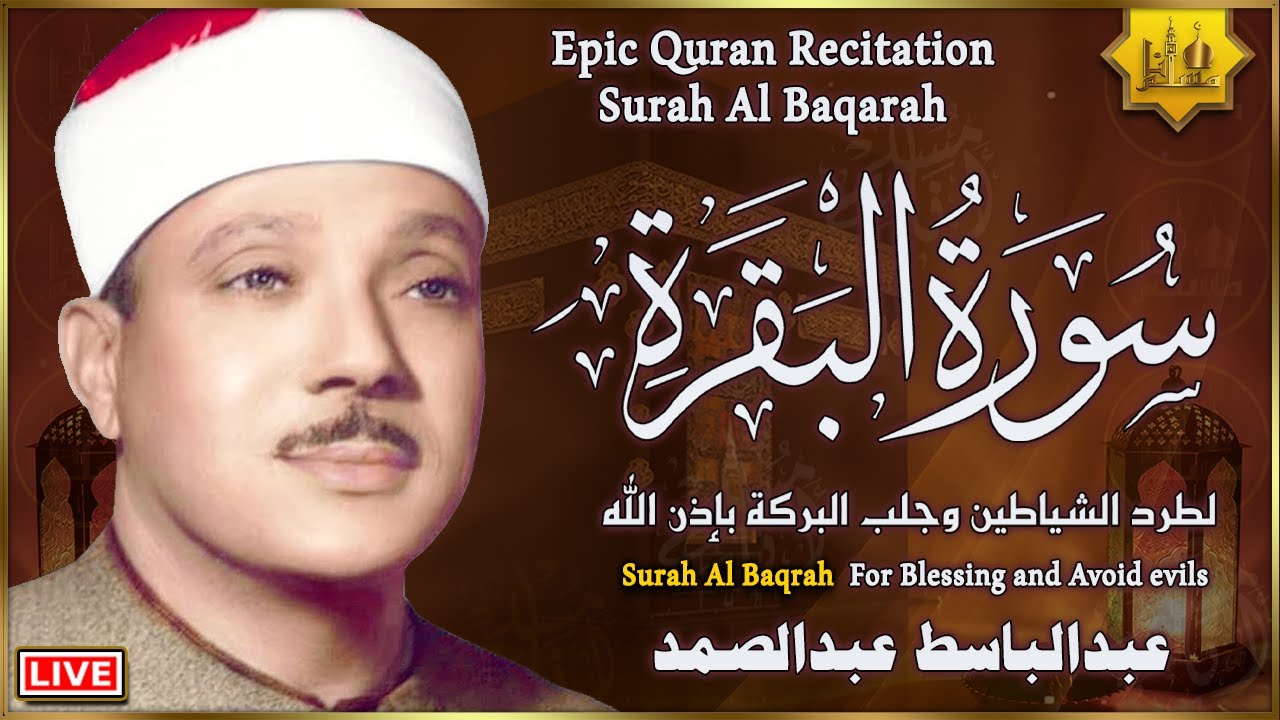 Epic Quran Recitation
Surah Al Baqarah
سُورَةُ الْبَقَرَةِ
لطرد الشياطين وجلب البركة بإذن الله
Surah Al Baqrah For Blessing and Avoid evils
عبدالباسط عبدالصمد
LIVE